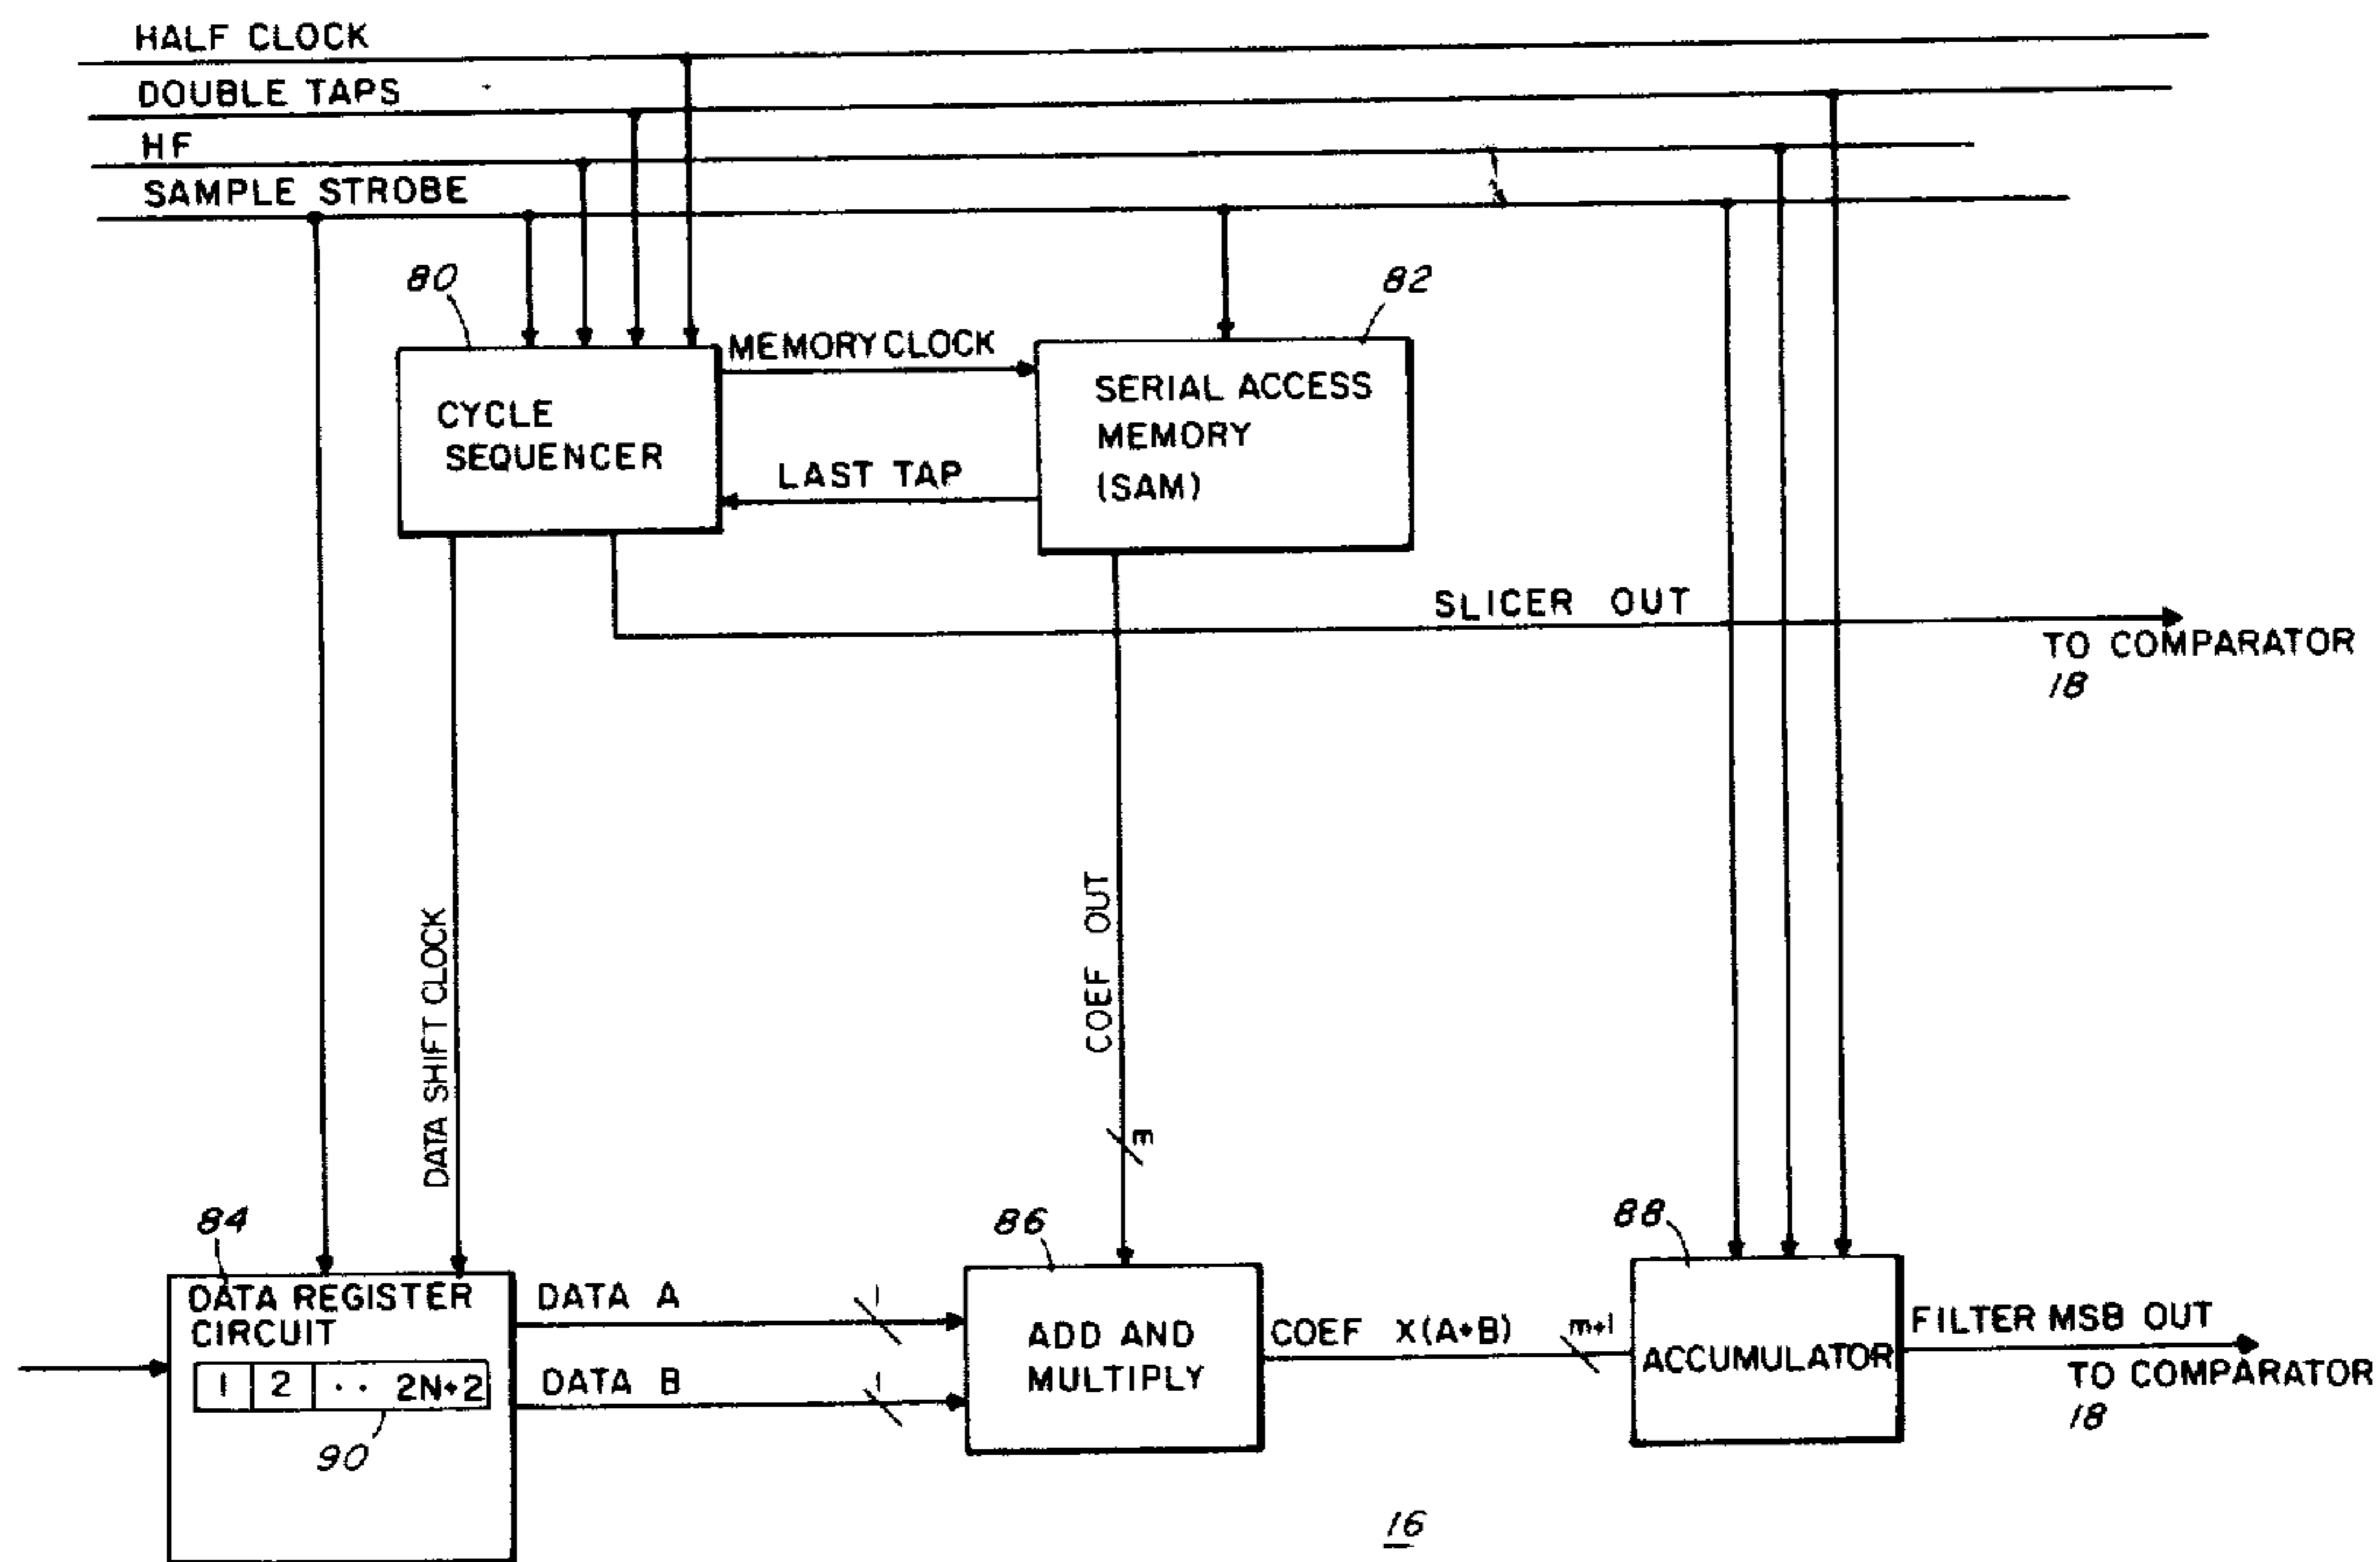 HALF CLOCK
DOUBLE TAPS
HF
SAMPLE STROBE
80
82
MEMORY CLOCK
CYCLE
SEQUENCER
SERIAL ACCESS
MEMORY
(SAM)
LAST TAP
SLICER OUT
TO COMPARATOR
18
DATA SHIFT CLOCK
COEF OUT
m
84
86
88
DATA REGISTER
CIRCUIT
1 2 ·· 2N+2
90
DATA A
1
DATA B
1
ADD AND
MULTIPLY
COEF X(A+B)
m+1
ACCUMULATOR
FILTER MSB OUT
TO COMPARATOR
18
16